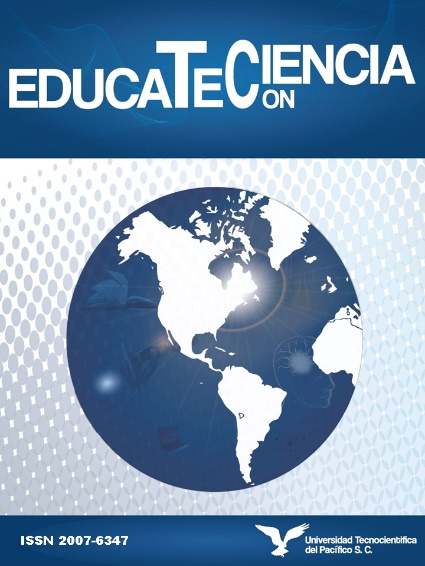 EDUCATECONCIENCIA
ISSN 2007-6347
Universidad Tecnocientífica
del Pacífico S. C.